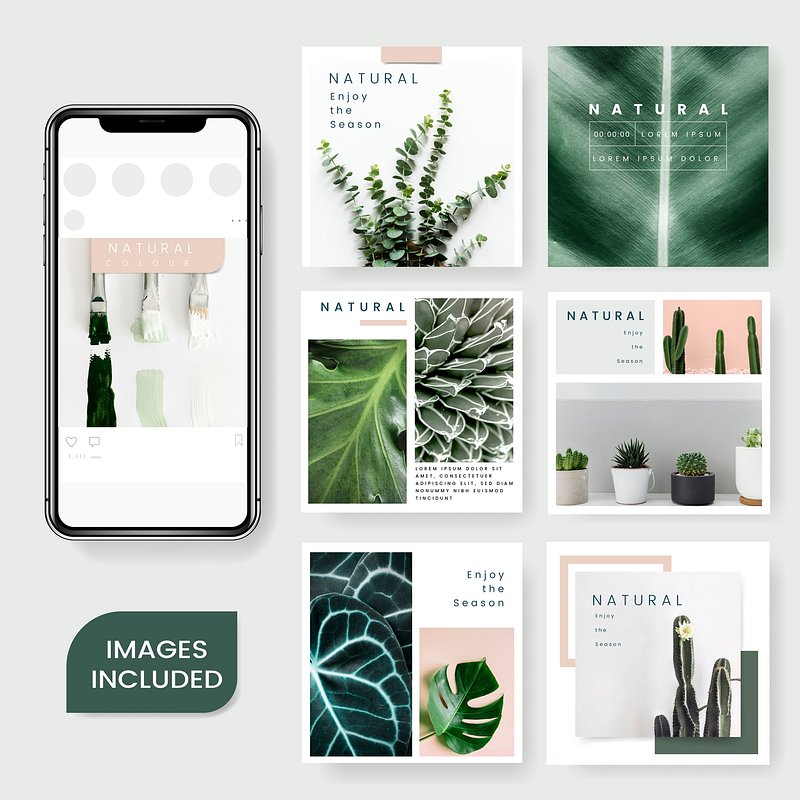 NATURAL
COLOUR
IMAGES
INCLUDED
NATURAL
Enjoy
the
Season
NATURAL
00:00:00 LOREM IPSUM
LOREM IPSUM DOLOR
NATURAL
LOREM IPSUM DOLOR SIT
AMET, CONSECTETUER
ADIPISCING ELIT, SED DIAM
NONUMMY NIBH EUISMOD
TINCIDUNT
NATURAL
Enjoy
the
Season
Enjoy
the
Season
NATURAL
Enjoy
the
Season